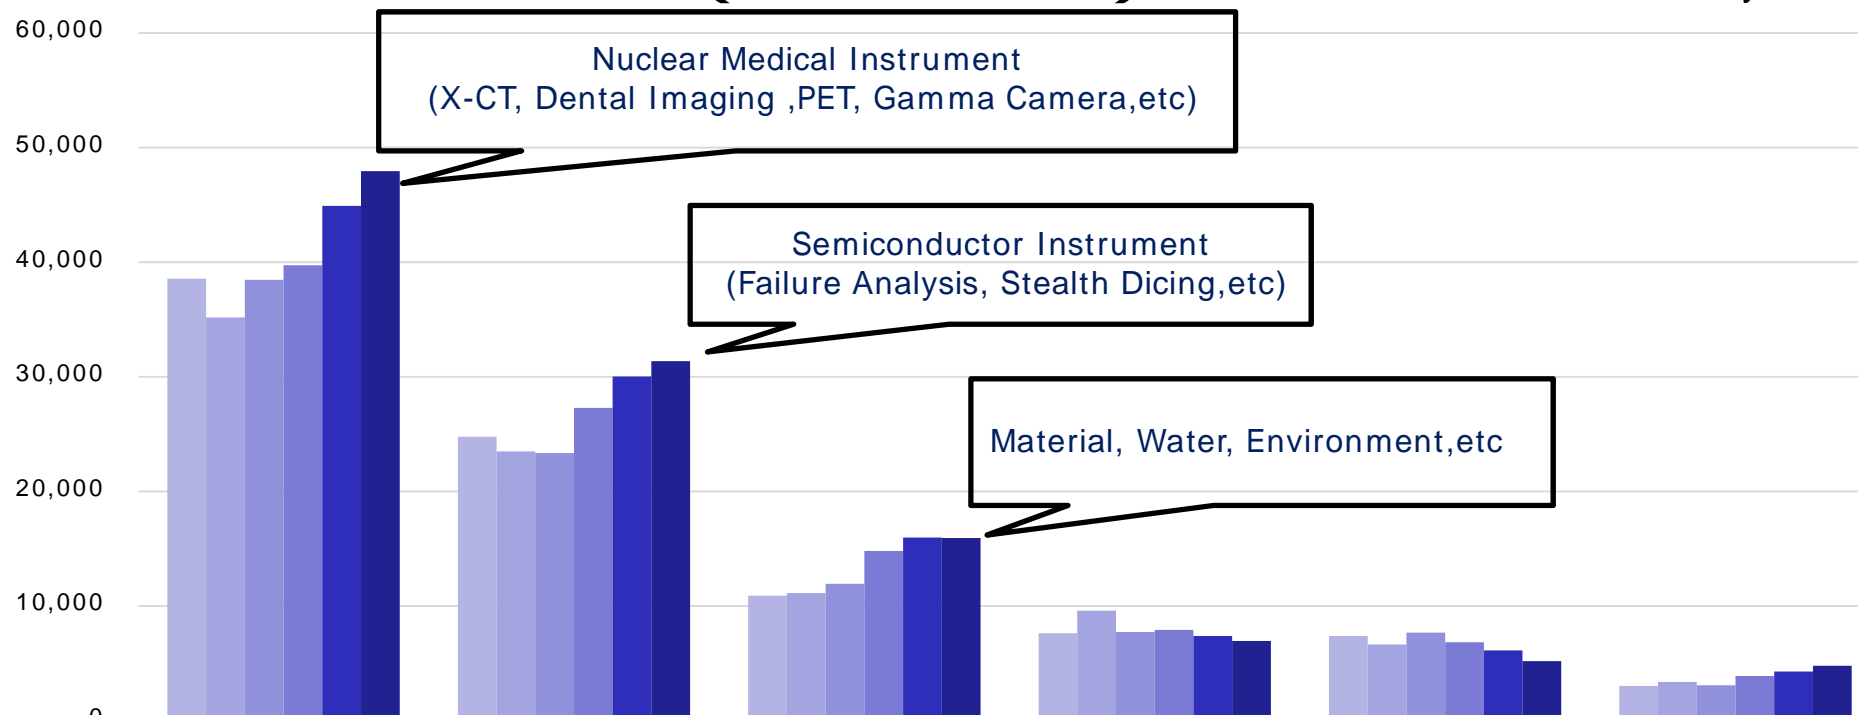 60,000
Nuclear Medical Instrument
(X-CT, Dental Imaging ,PET, Gamma Camera,etc)
50,000
Semiconductor Instrument
(Failure Analysis, Stealth Dicing,etc)
40,000
30,000
Material, Water, Environment,etc
20,000
10,000
0